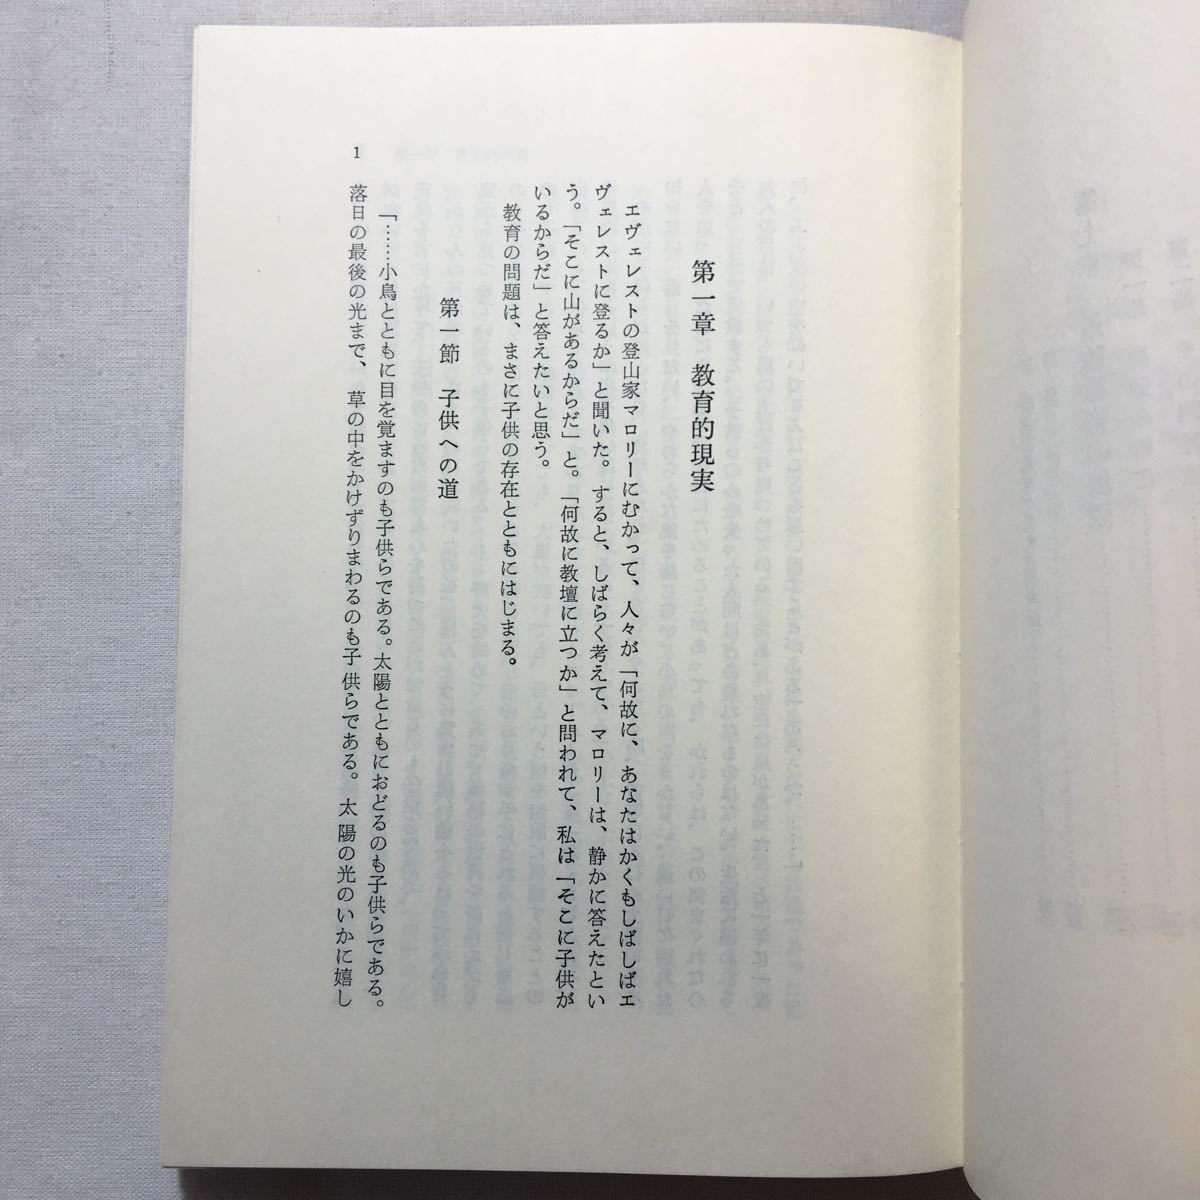 第一章　教育的現実
エヴェレストの登山家マロリーにむかって、人々が「何故に、あなたはかくもしばしばエ
ヴェレストに登るか」と聞いた。すると、しばらく考えて、マロリーは、静かに答えたとい
う。「そこに山があるからだ」と。「何故に教壇に立つか」と問われて、私は「そこに子供が
いるからだ」と答えたいと思う。
教育の問題は、まさに子供の存在とともにはじまる。
第一節　子供への道
「……小鳥とともに目を覚ますのも子供らである。太陽とともにおどるのも子供らである。
落日の最後の光まで、草の中をかけずりまわるのも子供らである。太陽の光のいかに嬉し
1